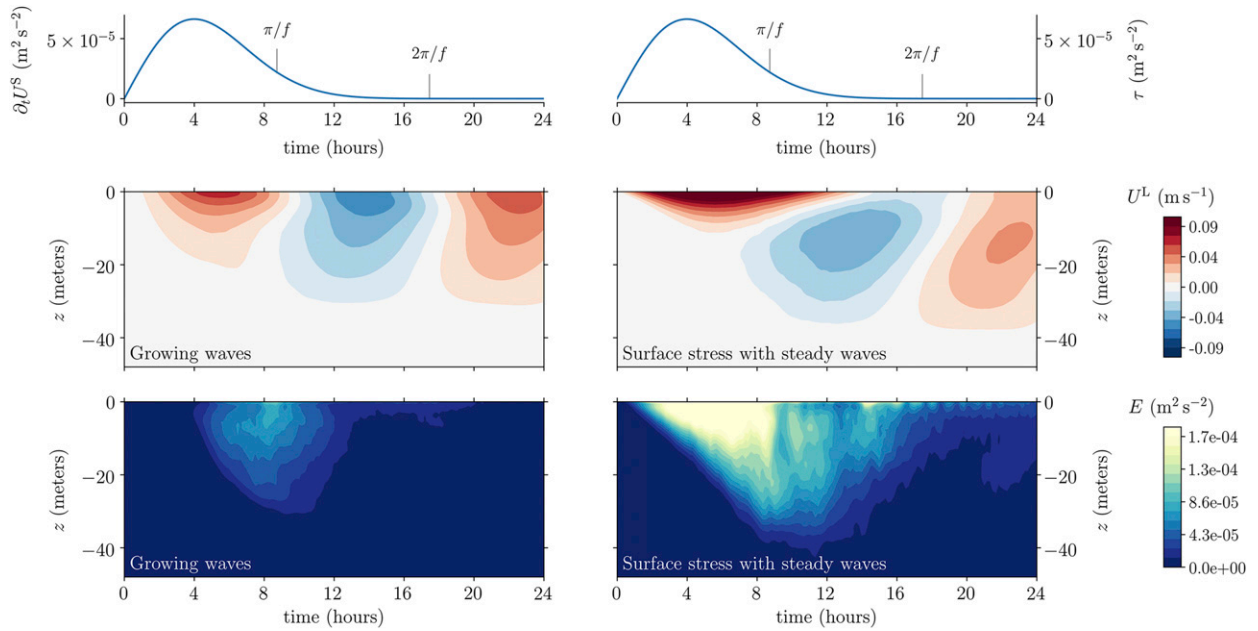 ∂ₜUˢ (m² s⁻²)
5 × 10⁻⁵
0
π/f
2π/f
0 4 8 12 16 20 24
time (hours)
π/f
2π/f
5 × 10⁻⁵
0
τ (m² s⁻²)
0 4 8 12 16 20 24
time (hours)
z (meters)
0
−20
−40
Growing waves
Surface stress with steady waves
0
−20
−40
z (meters)
Uᴸ (m s⁻¹)
0.09
0.04
0.00
-0.04
-0.09
z (meters)
0
−20
−40
Growing waves
0 4 8 12 16 20 24
time (hours)
Surface stress with steady waves
0
−20
−40
z (meters)
0 4 8 12 16 20 24
time (hours)
E (m² s⁻²)
1.7e-04
1.3e-04
8.6e-05
4.3e-05
0.0e+00